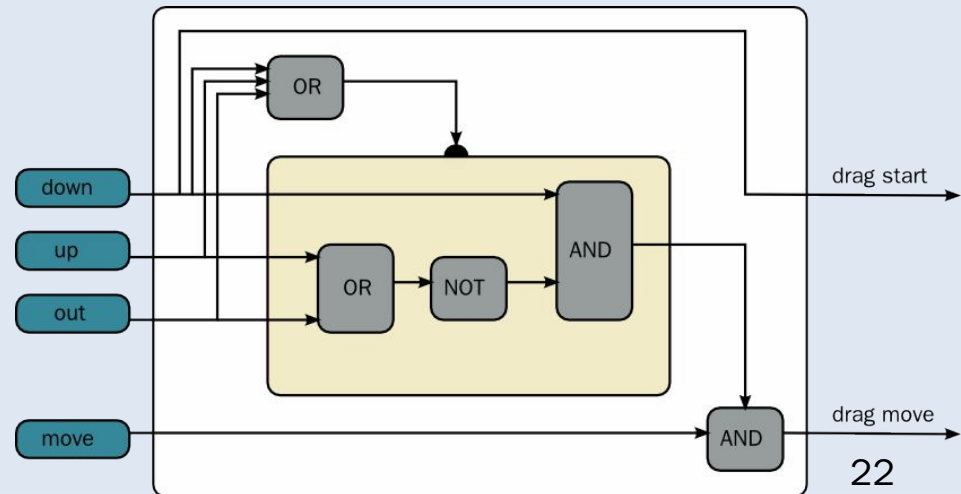 OR
down
drag start
up
AND
OR
NOT
out
drag move
move
AND
22